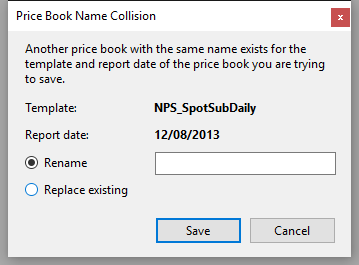 Price Book Name Collision
x
Another price book with the same name exists for the
template and report date of the price book you are trying
to save.
Template: NPS_SpotSubDaily
Report date: 12/08/2013
Rename
Replace existing
Save Cancel